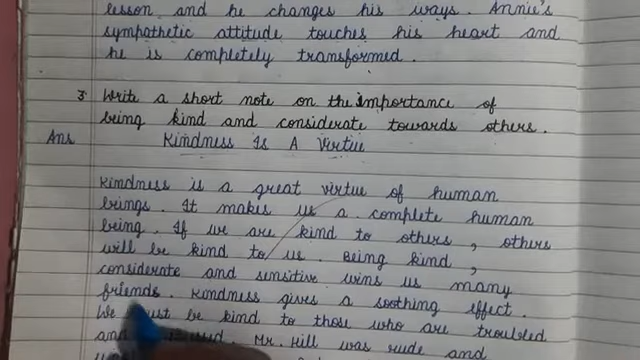 lesson and he changes his ways. Annie's
sympathetic attitude touches his heart and
he is completely transformed.
3. Write a short note on the importance of
being kind and considerate towards others.
Ans Kindness Is A Virtue
Kindness is a great virtue of human
beings. It makes us a complete human
being. If we are kind to others, others
will be kind to us. Being kind,
considerate and sensitive wins us many
friends. Kindness gives a soothing effect.
We be kind to those who are troubled
and Mr. Hill was rude and